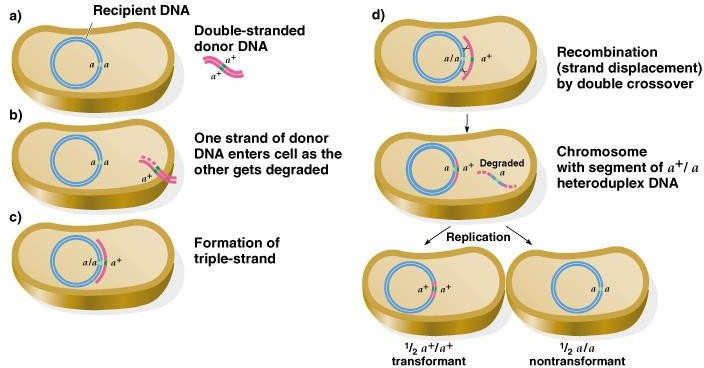 a)
Recipient DNA
a a
Double-stranded
donor DNA
a+
a+
b)
a a
a+
One strand of donor
DNA enters cell as the
other gets degraded
c)
a/a a+
Formation of
triple-strand
d)
a/a a+
Recombination
(strand displacement)
by double crossover
a a+
Degraded
a
Chromosome
with segment of a+/a
heteroduplex DNA
Replication
a+ a+
a a
1/2 a+/a+
transformant
1/2 a/a
nontransformant